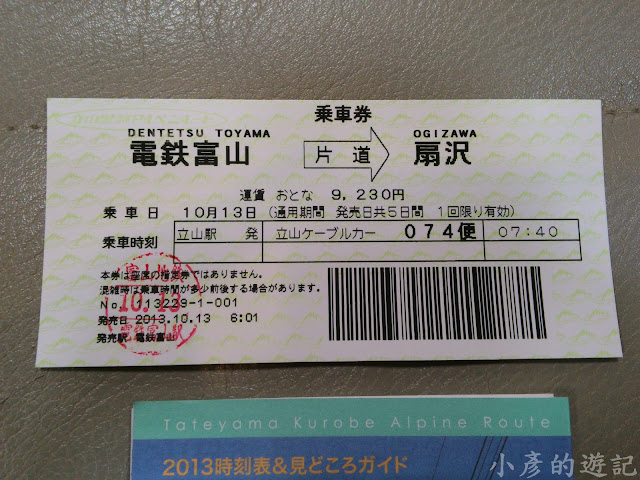 乗車券
DENTETSU TOYAMA
OGIZAWA
電鉄富山 片道 扇沢
運賃 おとな 9,230円
乗車日 10月13日 (通用期間 発売日共5日間 1回限り有効)
乗車時刻 立山駅 発 立山ケーブルカー 074便 07:40
本券は座席の指定券ではありません。
混雑時は乗車時間が多少前後する場合があります。
発売日 2013.10.13 6:01
発売駅 電鉄富山
10.13
電鉄富山駅
Tateyama Kurobe Alpine Route
2013時刻表&見どころガイド
小彥的遊記